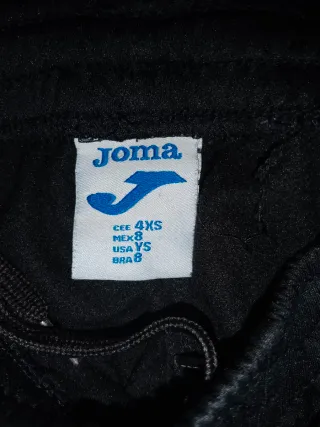 Joma
CEE 4XS
MEX 8
USA YS
BRA 8